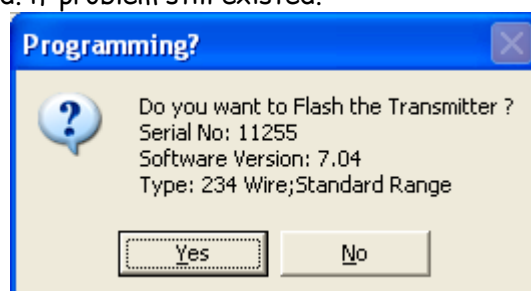 problem still existed.
Programming?
Do you want to Flash the Transmitter ?
Serial No: 11255
Software Version: 7.04
Type: 234 Wire;Standard Range
Yes
No